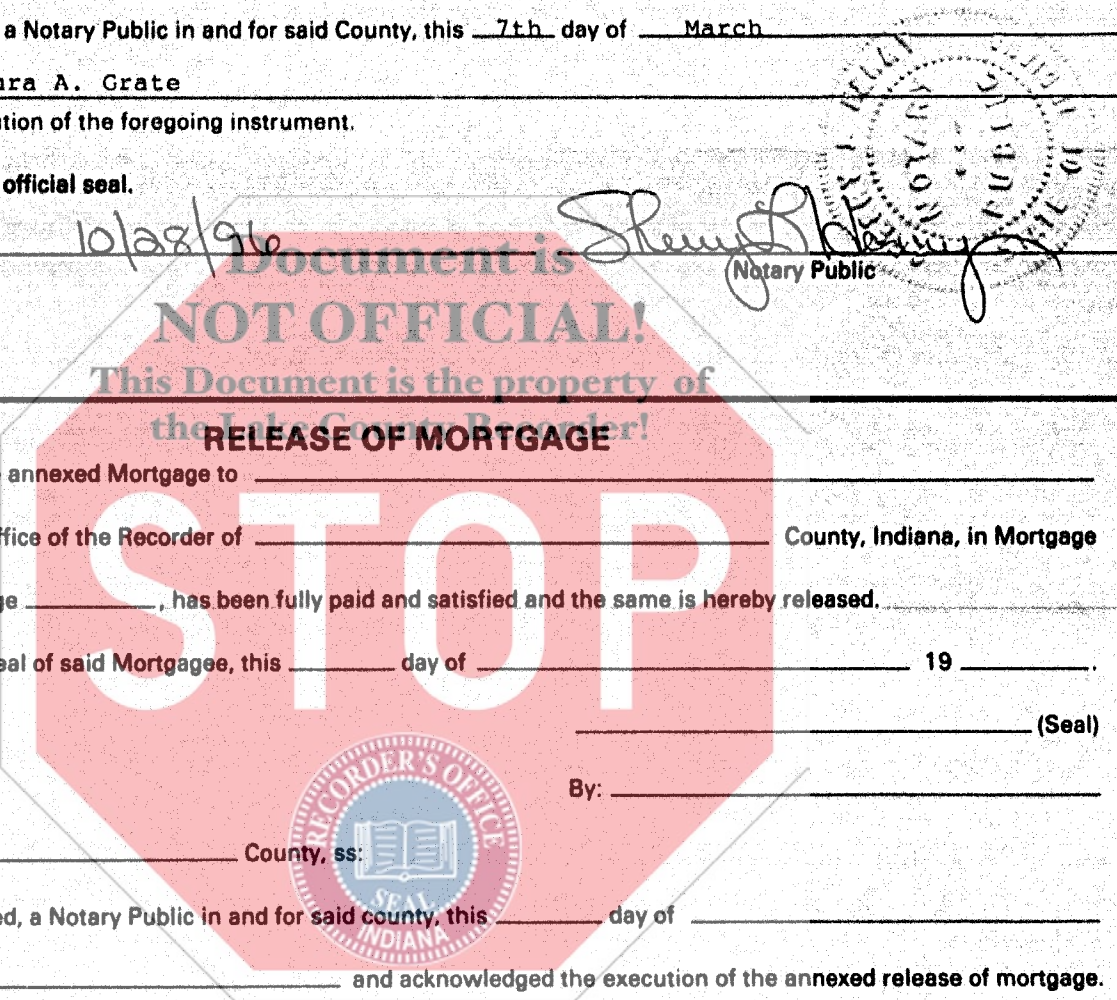 a Notary Public in and for said County, this 7th day of March
ura A. Grate
tion of the foregoing instrument.
official seal.
10/28/96
Notary Public
NOTARY PUBLIC
Document is
NOT OFFICIAL!
This Document is the property of
the Lake County Recorder!
RELEASE OF MORTGAGE
annexed Mortgage to
ffice of the Recorder of County, Indiana, in Mortgage
ge , has been fully paid and satisfied and the same is hereby released.
eal of said Mortgagee, this day of 19 .
STOP
(Seal)
By:
RECORDER'S OFFICE
SEAL
INDIANA
County, ss:
ed, a Notary Public in and for said county, this day of
and acknowledged the execution of the annexed release of mortgage.